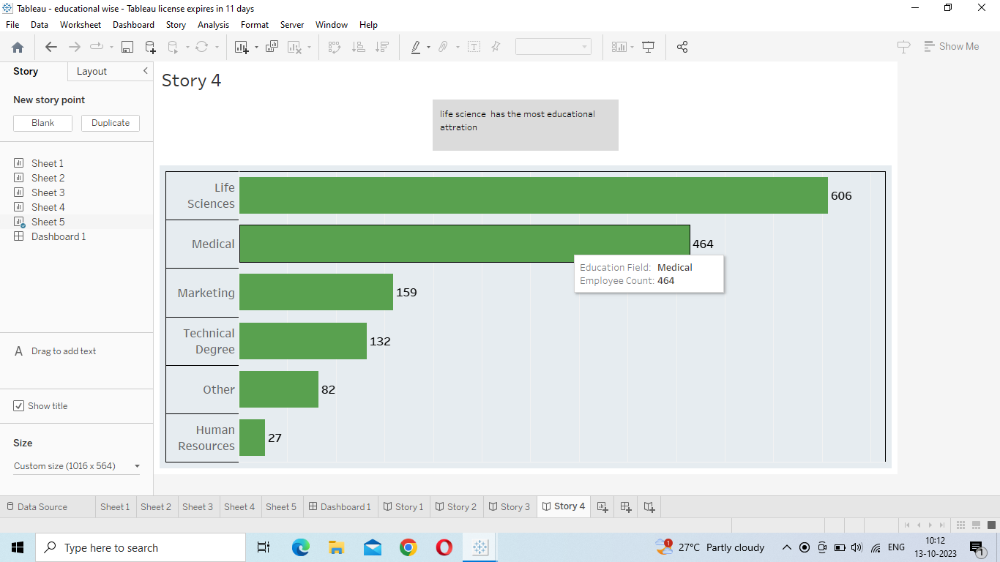 Tableau - educational wise - Tableau license expires in 11 days
File Data Worksheet Dashboard Story Analysis Format Server Window Help
Show Me
Story Layout
New story point
Blank Duplicate
Sheet 1
Sheet 2
Sheet 3
Sheet 4
Sheet 5
Dashboard 1
A Drag to add text
Show title
Size
Custom size (1016 x 564)
Story 4
life science has the most educational
attration
Life
Sciences
606
Medical
464
Education Field: Medical
Employee Count: 464
Marketing
159
Technical
Degree
132
Other
82
Human
Resources
27
Data Source Sheet 1 Sheet 2 Sheet 3 Sheet 4 Sheet 5 Dashboard 1 Story 1 Story 2 Story 3 Story 4
Type here to search
1
27°C Partly cloudy
ENG
10:12
13-10-2023
1